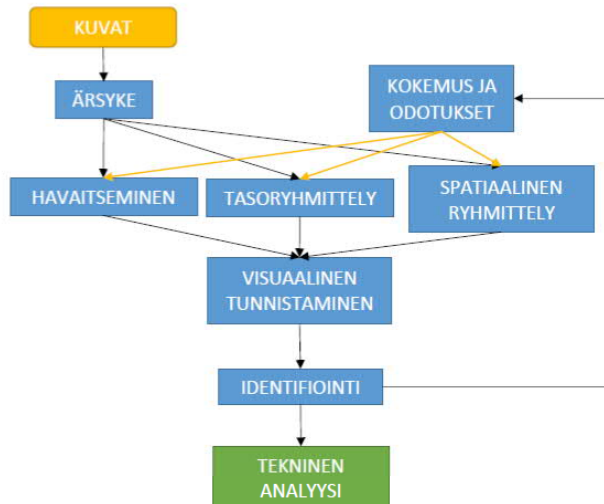 KUVAT
ÄRSYKE
KOKEMUS JA
ODOTUKSET
HAVAITSEMINEN
TASORYHMITTELY
SPATIAALINEN
RYHMITTELY
VISUAALINEN
TUNNISTAMINEN
IDENTIFIOINTI
TEKNINEN
ANALYYSI